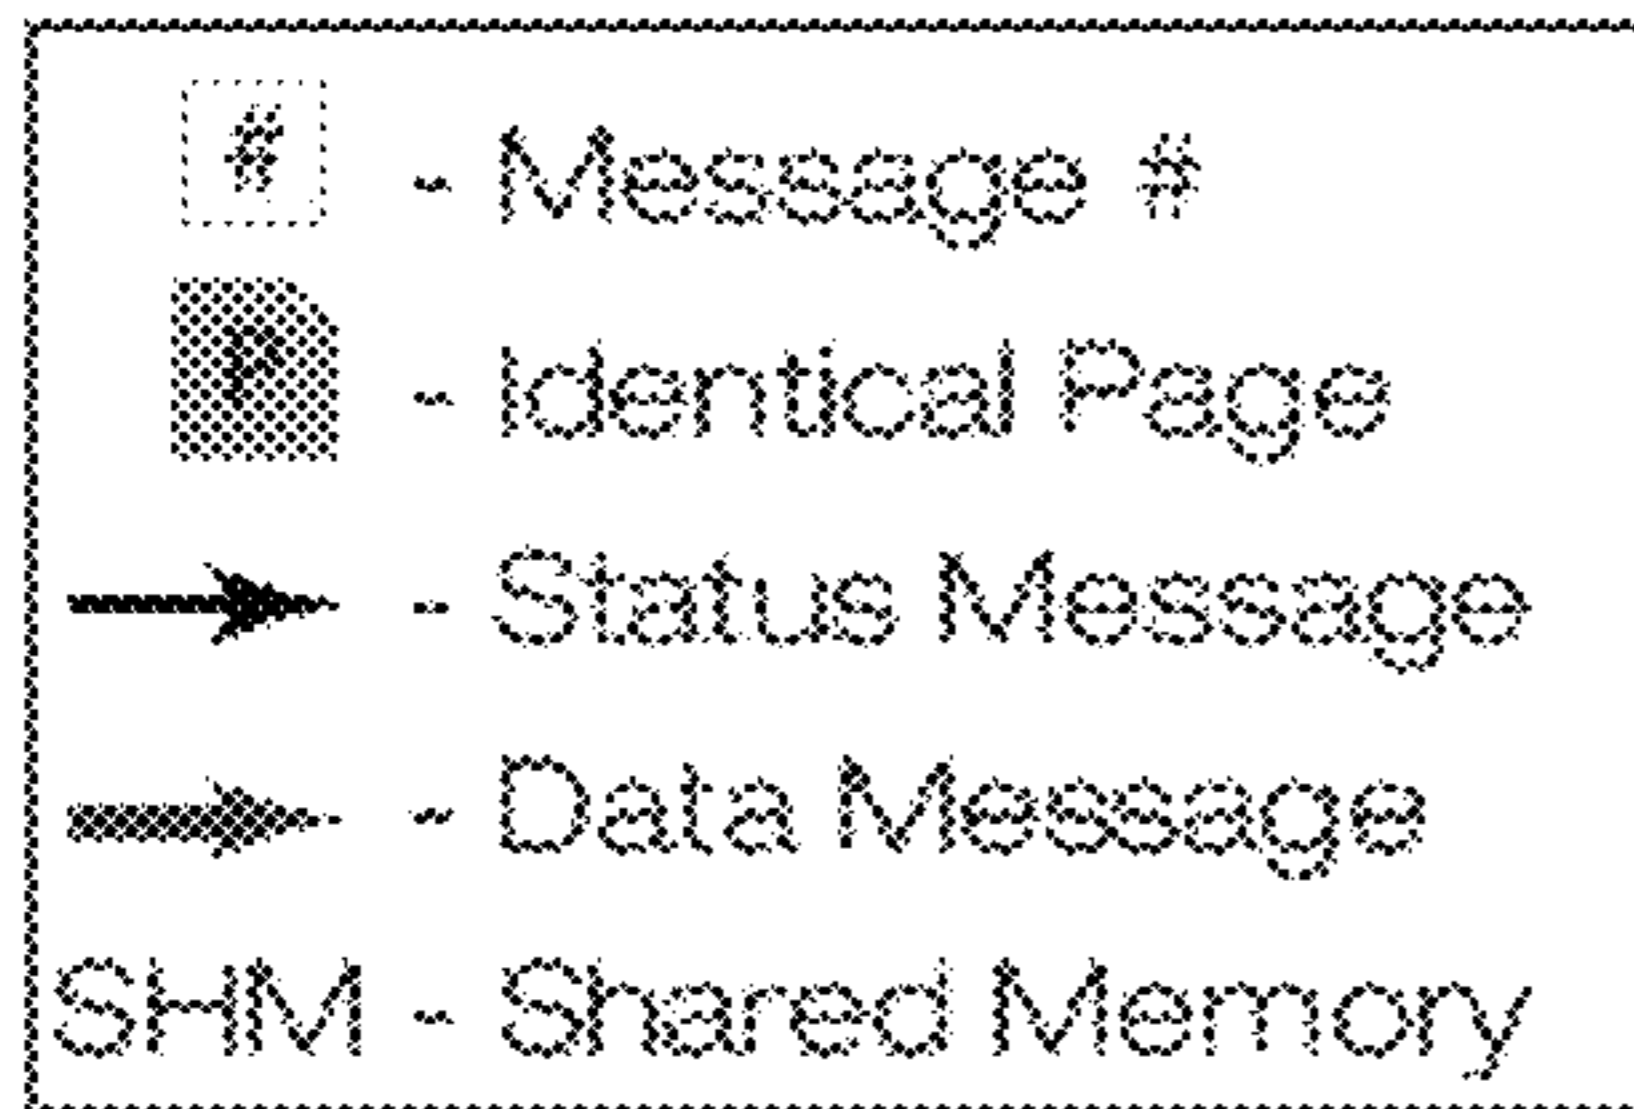 # - Message #
P - Identical Page
- Status Message
- Data Message
SHM - Shared Memory